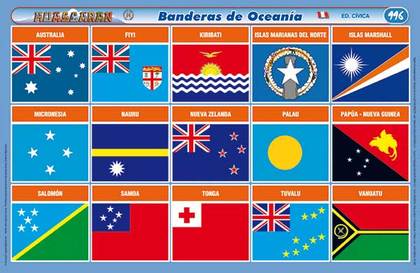 HUASCARAN
Banderas de Oceanía
ED. CÍVICA
446
AUSTRALIA
FIYI
KIRIBATI
ISLAS MARIANAS DEL NORTE
ISLAS MARSHALL
MICRONESIA
NAURU
NUEVA ZELANDA
PALAU
PAPÚA - NUEVA GUINEA
SALOMÓN
SAMOA
TONGA
TUVALU
VANUATU